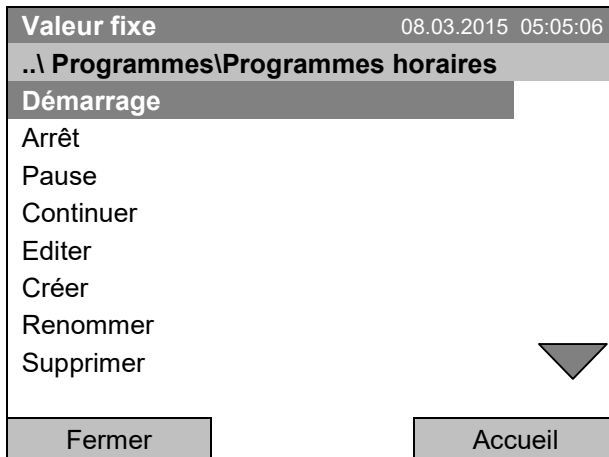 Valeur fixe 08.03.2015 05:05:06
..\ Programmes\Programmes horaires
Démarrage
Arrêt
Pause
Continuer
Editer
Créer
Renommer
Supprimer
Fermer Accueil